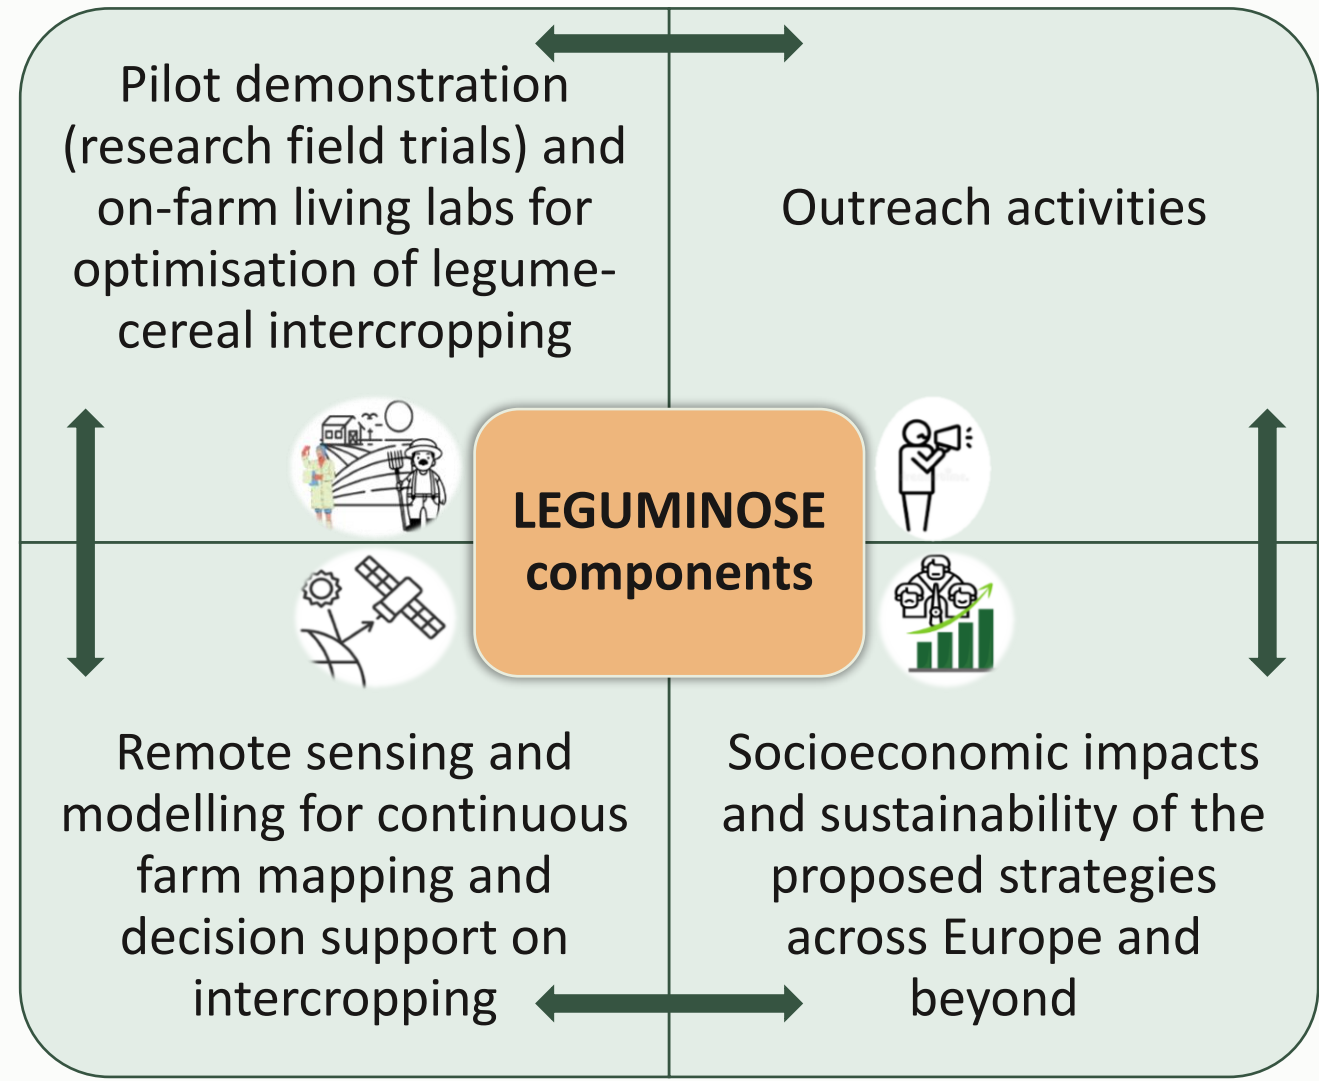 Pilot demonstration
(research field trials) and
on-farm living labs for
optimisation of legume-
cereal intercropping
Outreach activities
LEGUMINOSE
components
Remote sensing and
modelling for continuous
farm mapping and
decision support on
intercropping
Socioeconomic impacts
and sustainability of the
proposed strategies
across Europe and
beyond